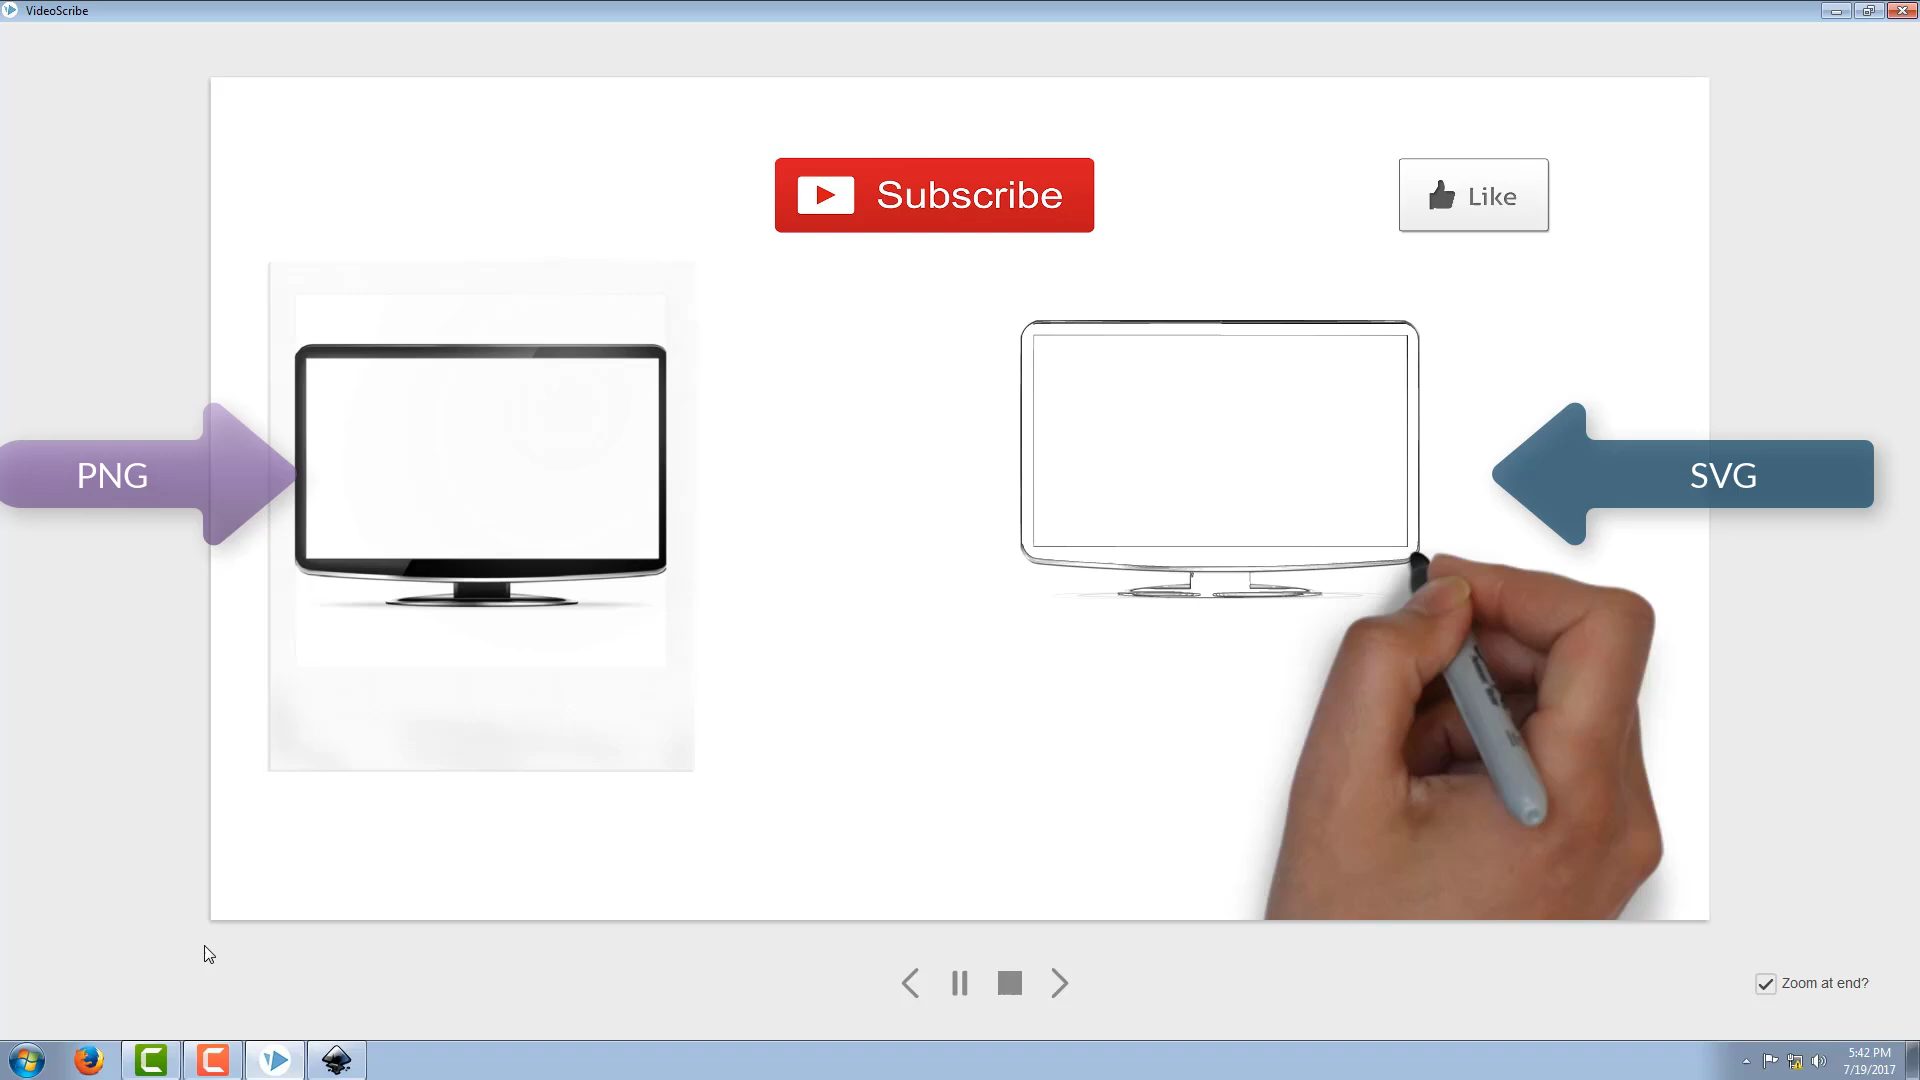 VideoScribe
Subscribe
Like
PNG
SVG
Zoom at end?
5:42 PM
7/19/2017